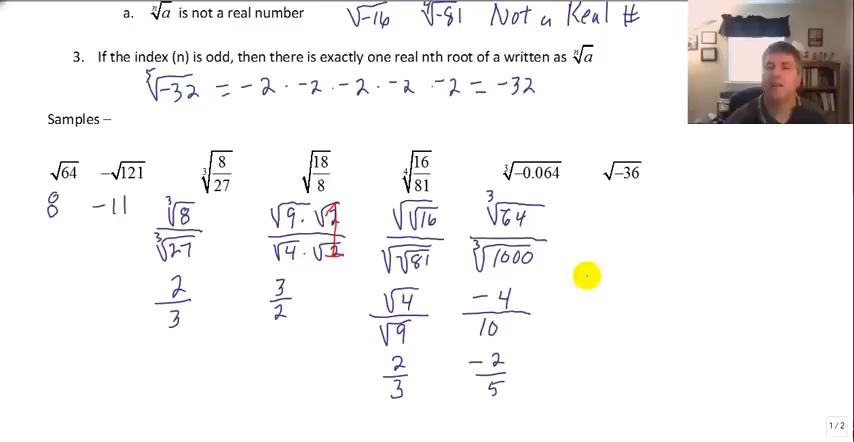 a. ⁿ√a is not a real number √-16 ⁴√-81 Not a Real #
3. If the index (n) is odd, then there is exactly one real nth root of a written as ⁿ√a
⁵√-32 = -2 · -2 · -2 · -2 · -2 = -32
Samples –
√64 -√121 ³√(8/27) √(18/8) ⁴√(16/81) ³√-0.064 √-36
8 -11 ³√8/³√27 √9·√2/√4·√2 √√16/√√81 ³√64/³√1000
2/3 3/2 √4/√9 -4/10
2/3 -2/5
1/2